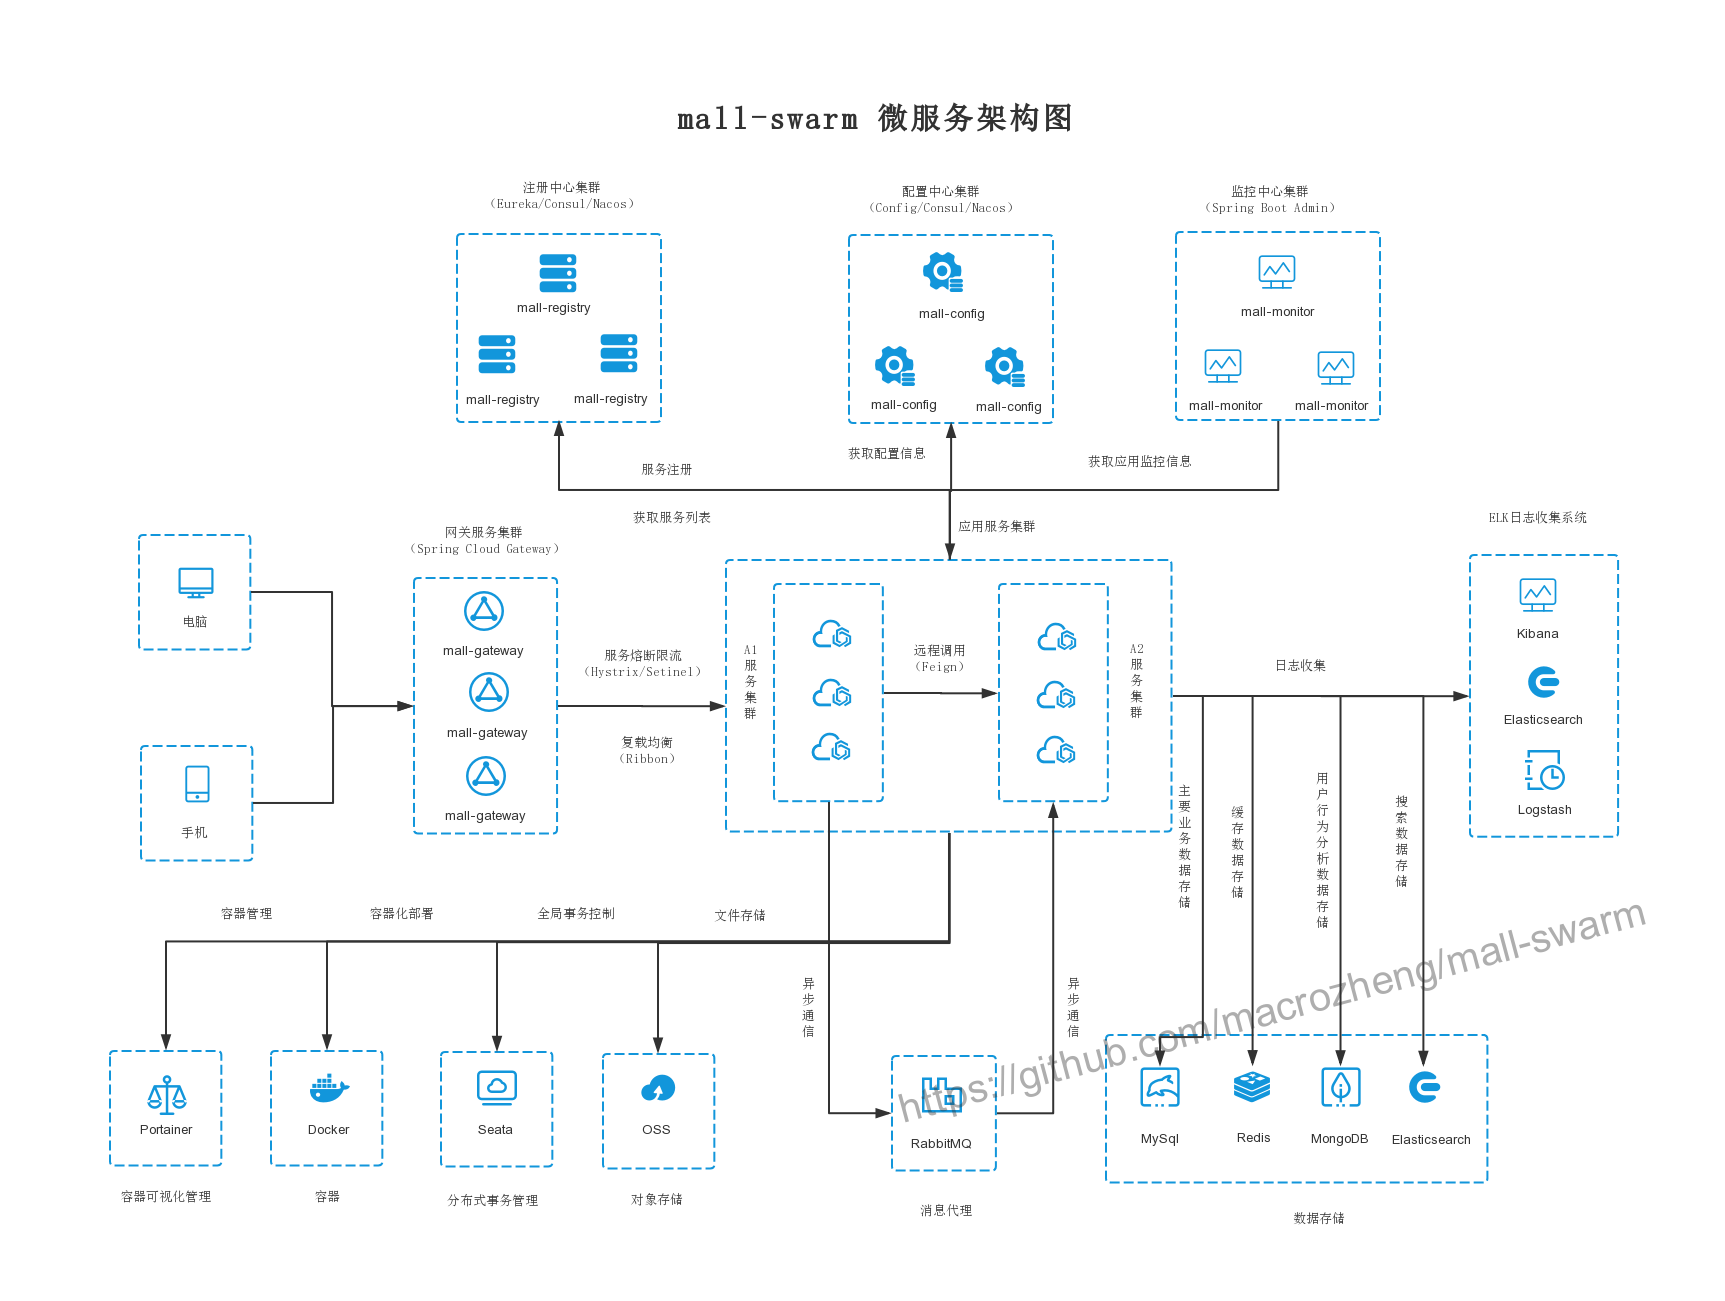 mall-swarm 微服务架构图
注册中心集群
（Eureka/Consul/Nacos）
配置中心集群
（Config/Consul/Nacos）
监控中心集群
（Spring Boot Admin）
mall-registry
mall-registry
mall-registry
mall-config
mall-config
mall-config
mall-monitor
mall-monitor
mall-monitor
服务注册
获取配置信息
获取应用监控信息
获取服务列表
应用服务集群
ELK日志收集系统
网关服务集群
（Spring Cloud Gateway）
电脑
手机
mall-gateway
mall-gateway
mall-gateway
服务熔断限流
（Hystrix/Setinel）
复载均衡
（Ribbon）
A1服务集群
远程调用
（Feign）
A2服务集群
日志收集
Kibana
Elasticsearch
Logstash
主要业务数据存储
缓存数据存储
用户行为分析数据存储
搜索数据存储
容器管理
容器化部署
全局事务控制
文件存储
异步通信
异步通信
https://github.com/macrozheng/mall-swarm
Portainer
Docker
Seata
OSS
RabbitMQ
MySql
Redis
MongoDB
Elasticsearch
容器可视化管理
容器
分布式事务管理
对象存储
消息代理
数据存储